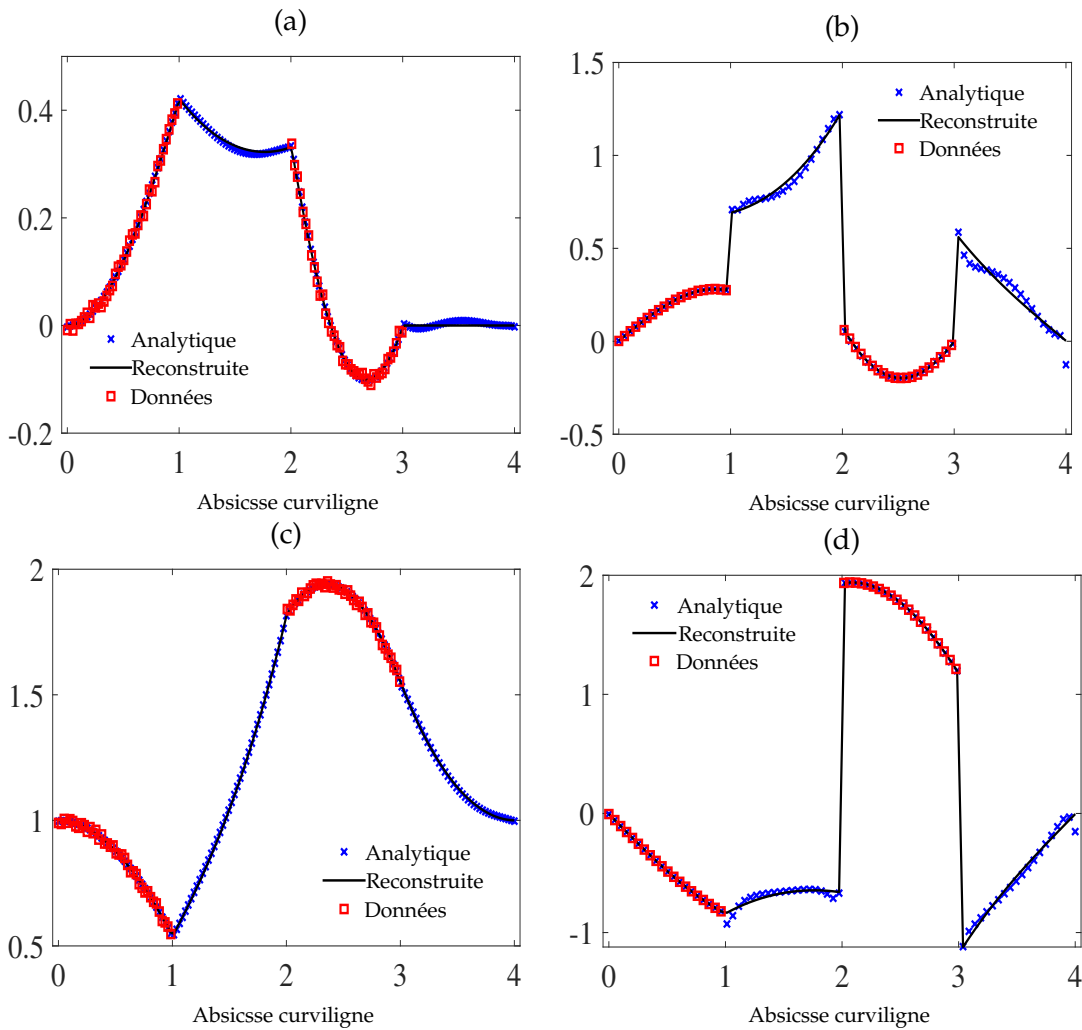 (a)
0.4
0.2
0
-0.2
0
1
2
3
4
Analytique
Reconstruite
Données
Absicsse curviligne
(b)
1.5
1
0.5
0
-0.5
0
1
2
3
4
Analytique
Reconstruite
Données
Absicsse curviligne
(c)
2
1.5
1
0.5
0
1
2
3
4
Analytique
Reconstruite
Données
Absicsse curviligne
(d)
2
1
0
-1
0
1
2
3
4
Analytique
Reconstruite
Données
Absicsse curviligne